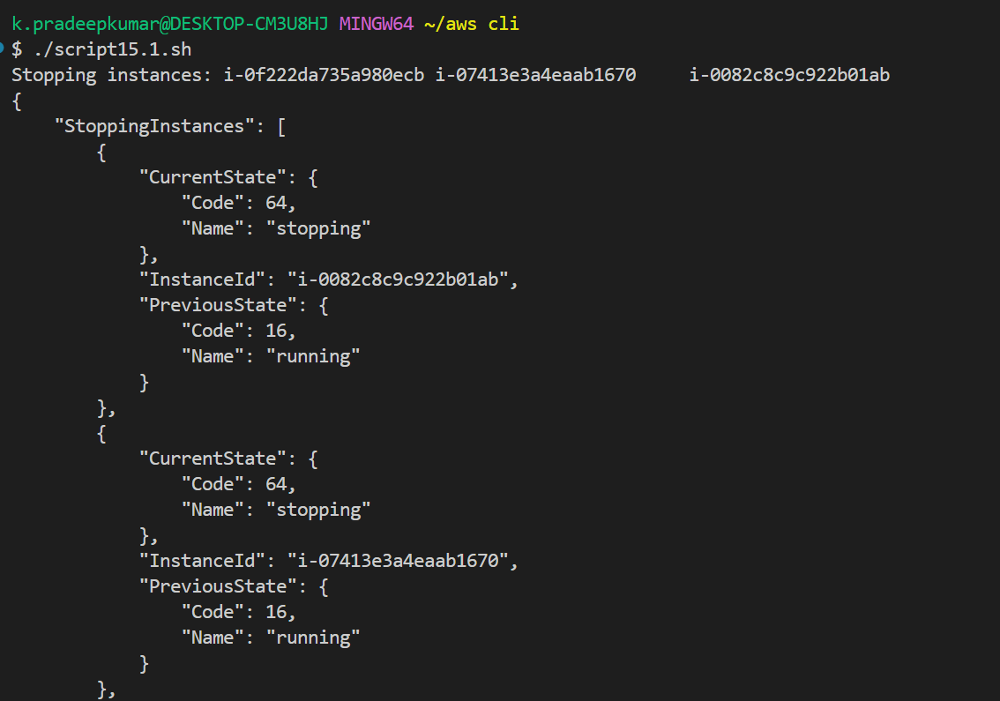 k.pradeepkumar@DESKTOP-CM3U8HJ MINGW64 ~/aws cli
$ ./script15.1.sh
Stopping instances: i-0f222da735a980ecb i-07413e3a4eaab1670     i-0082c8c9c922b01ab
{
    "StoppingInstances": [
        {
            "CurrentState": {
                "Code": 64,
                "Name": "stopping"
            },
            "InstanceId": "i-0082c8c9c922b01ab",
            "PreviousState": {
                "Code": 16,
                "Name": "running"
            }
        },
        {
            "CurrentState": {
                "Code": 64,
                "Name": "stopping"
            },
            "InstanceId": "i-07413e3a4eaab1670",
            "PreviousState": {
                "Code": 16,
                "Name": "running"
            }
        },